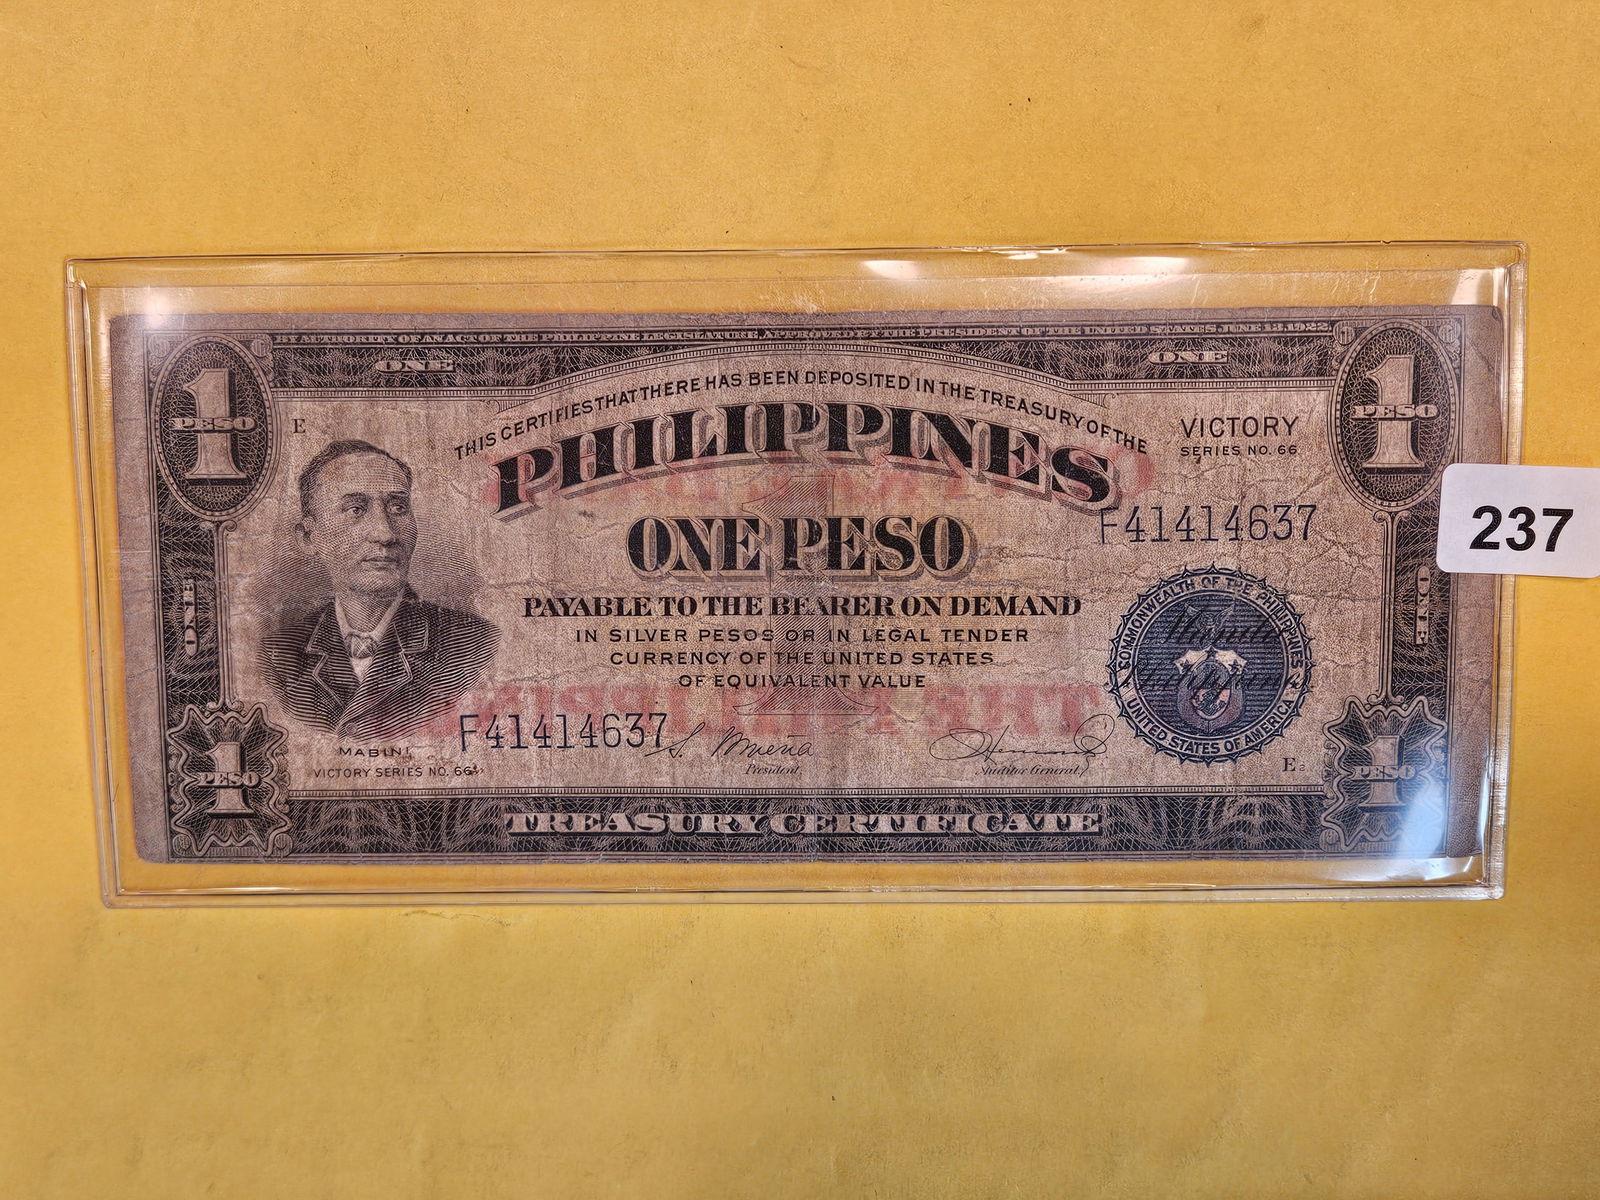 BY AUTHORITY OF AN ACT OF THE PHILIPPINE LEGISLATURE, APPROVED BY THE PRESIDENT OF THE UNITED STATES, JUNE 13, 1922
ONE
ONE
1
PESO
1
PESO
THIS CERTIFIES THAT THERE HAS BEEN DEPOSITED IN THE TREASURY OF THE
PHILIPPINES
E
VICTORY
SERIES NO. 66
1
ONE PESO
F41414637
237
PAYABLE TO THE BEARER ON DEMAND
IN SILVER PESOS OR IN LEGAL TENDER
CURRENCY OF THE UNITED STATES
OF EQUIVALENT VALUE
ONE
ONE
COMMONWEALTH OF THE PHILIPPINES
UNITED STATES OF AMERICA
F41414637
S. Osmeña
President.
Auditor General.
MABINI
VICTORY SERIES NO. 66
E
1
PESO
1
PESO
TREASURY CERTIFICATE